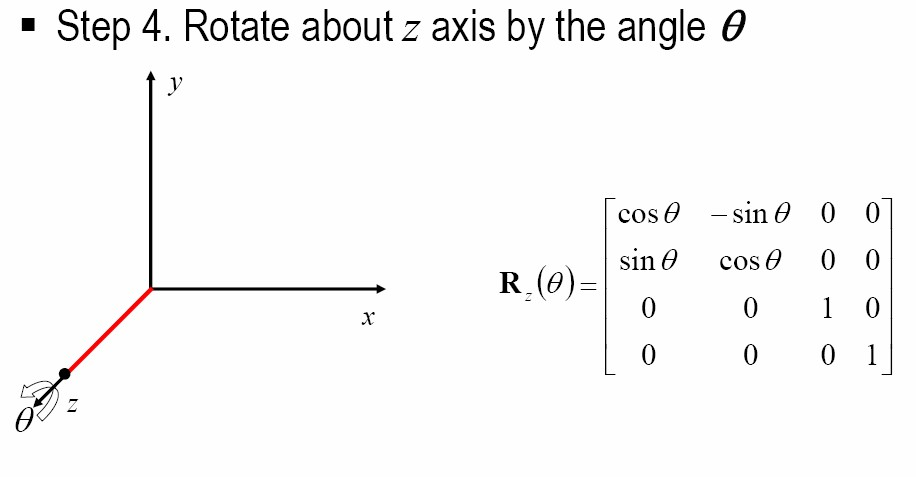 ▪ Step 4. Rotate about z axis by the angle θ
y
x
z
θ
R_z(θ) =
cos θ − sin θ 0 0
sin θ cos θ 0 0
0 0 1 0
0 0 0 1